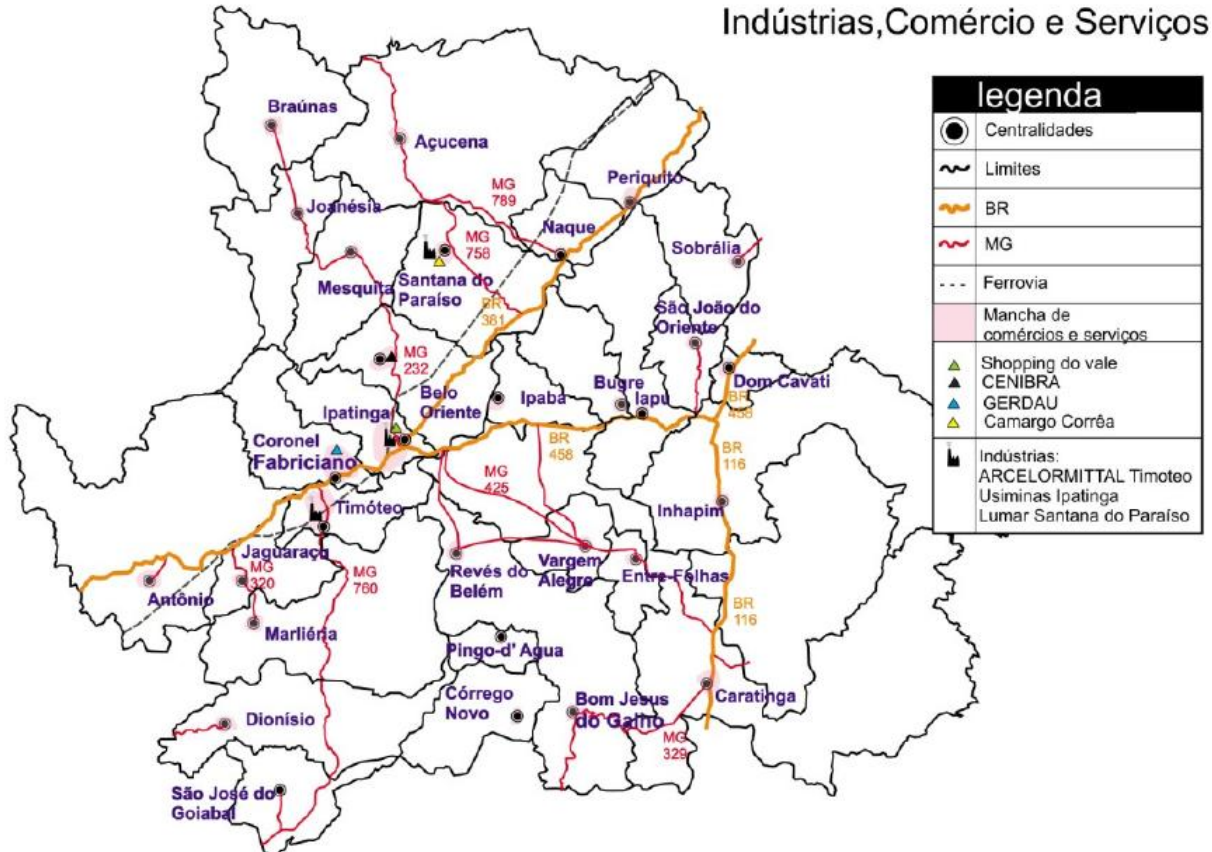 Indústrias,Comércio e Serviços
legenda
Centralidades
Limites
BR
MG
Ferrovia
Mancha de
comércios e serviços
Shopping do vale
CENIBRA
GERDAU
Camargo Corrêa
Indústrias:
ARCELORMITTAL Timoteo
Usiminas Ipatinga
Lumar Santana do Paraíso
Braúnas
Açucena
Periquito
MG
789
Joanésia
Naque
MG
758
Sobrália
Mesquita
Santana do
Paraíso
BR
381
São João do
Oriente
MG
232
Belo
Oriente
Ipaba
Bugre
Iapu
Dom Cavati
BR
458
Ipatinga
Coronel
Fabriciano
BR
458
BR
116
MG
425
Timóteo
Inhapim
Jaguaraçu
MG
320
MG
760
Antônio
Revés do
Belém
Vargem
Alegre
Entre-Folhas
BR
116
Marliéria
Pingo-d' Agua
Córrego
Novo
Bom Jesus
do Galho
Caratinga
Dionísio
MG
329
São José do
Goiabal